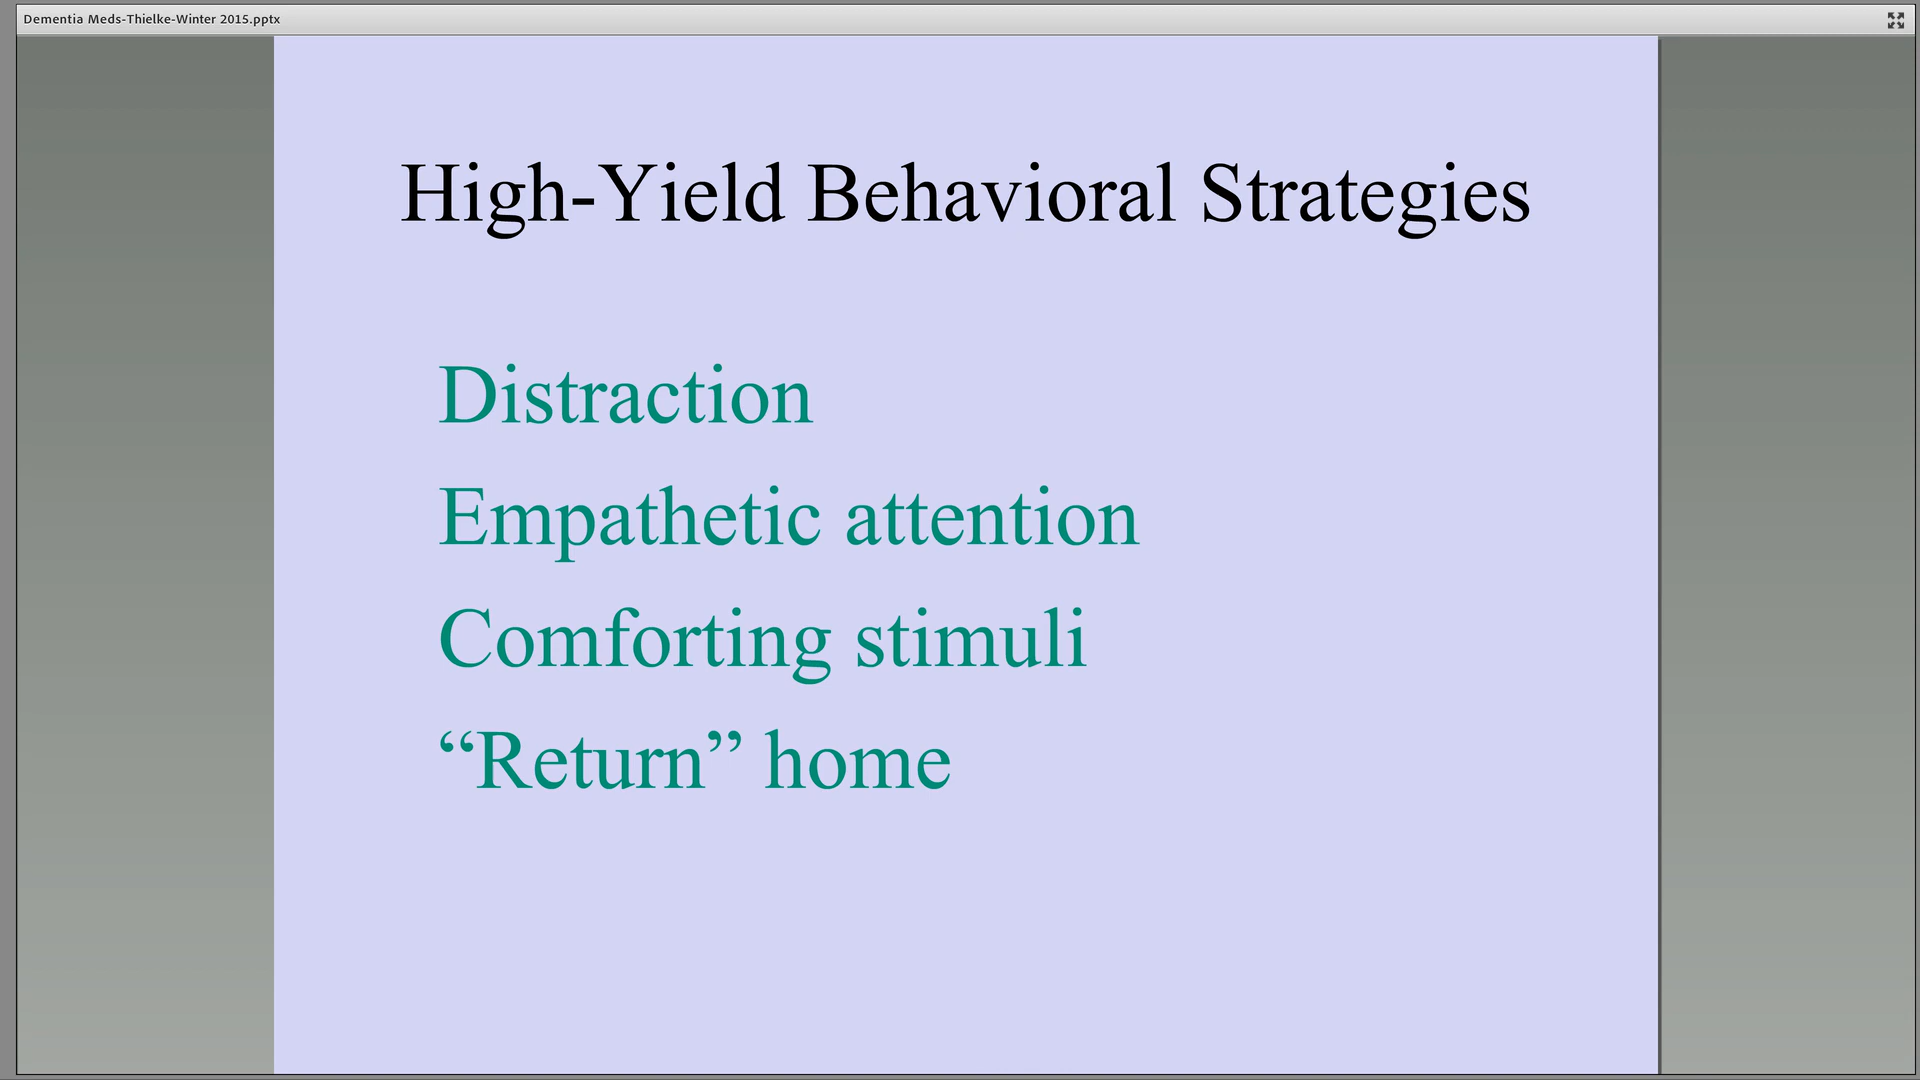 Dementia Meds-Thielke-Winter 2015.pptx
High-Yield Behavioral Strategies
Distraction
Empathetic attention
Comforting stimuli
“Return” home